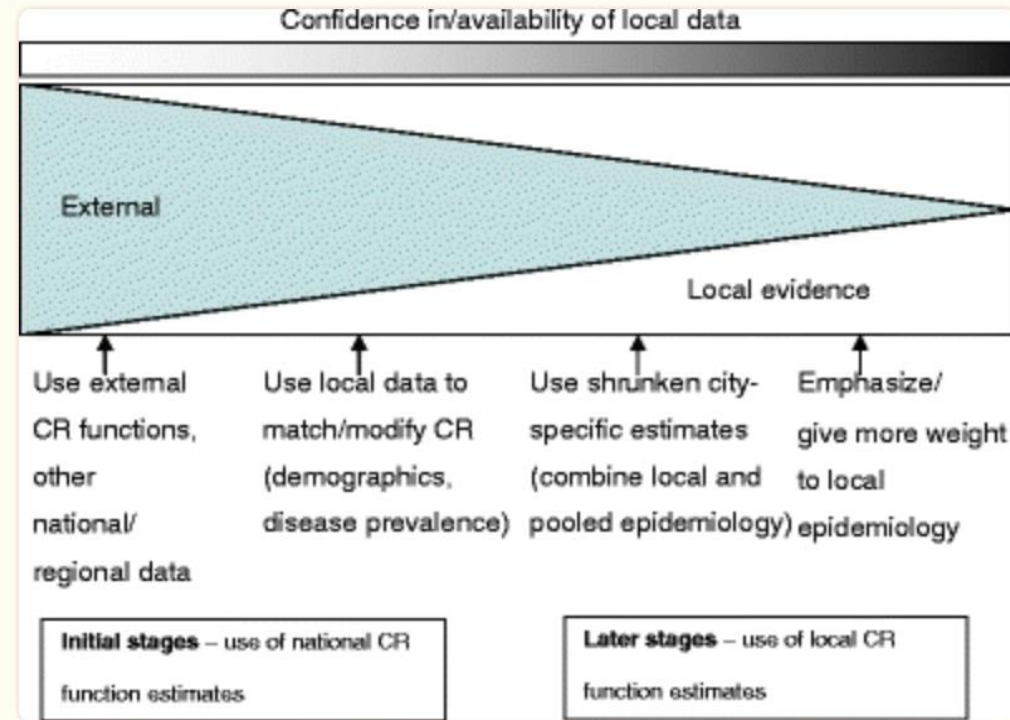 Confidence in/availability of local data
External
Local evidence
Use external
CR functions,
other
national/
regional data
Use local data to
match/modify CR
(demographics,
disease prevalence)
Use shrunken city-
specific estimates
(combine local and
pooled epidemiology)
Emphasize/
give more weight
to local
epidemiology
Initial stages – use of national CR
function estimates
Later stages – use of local CR
function estimates